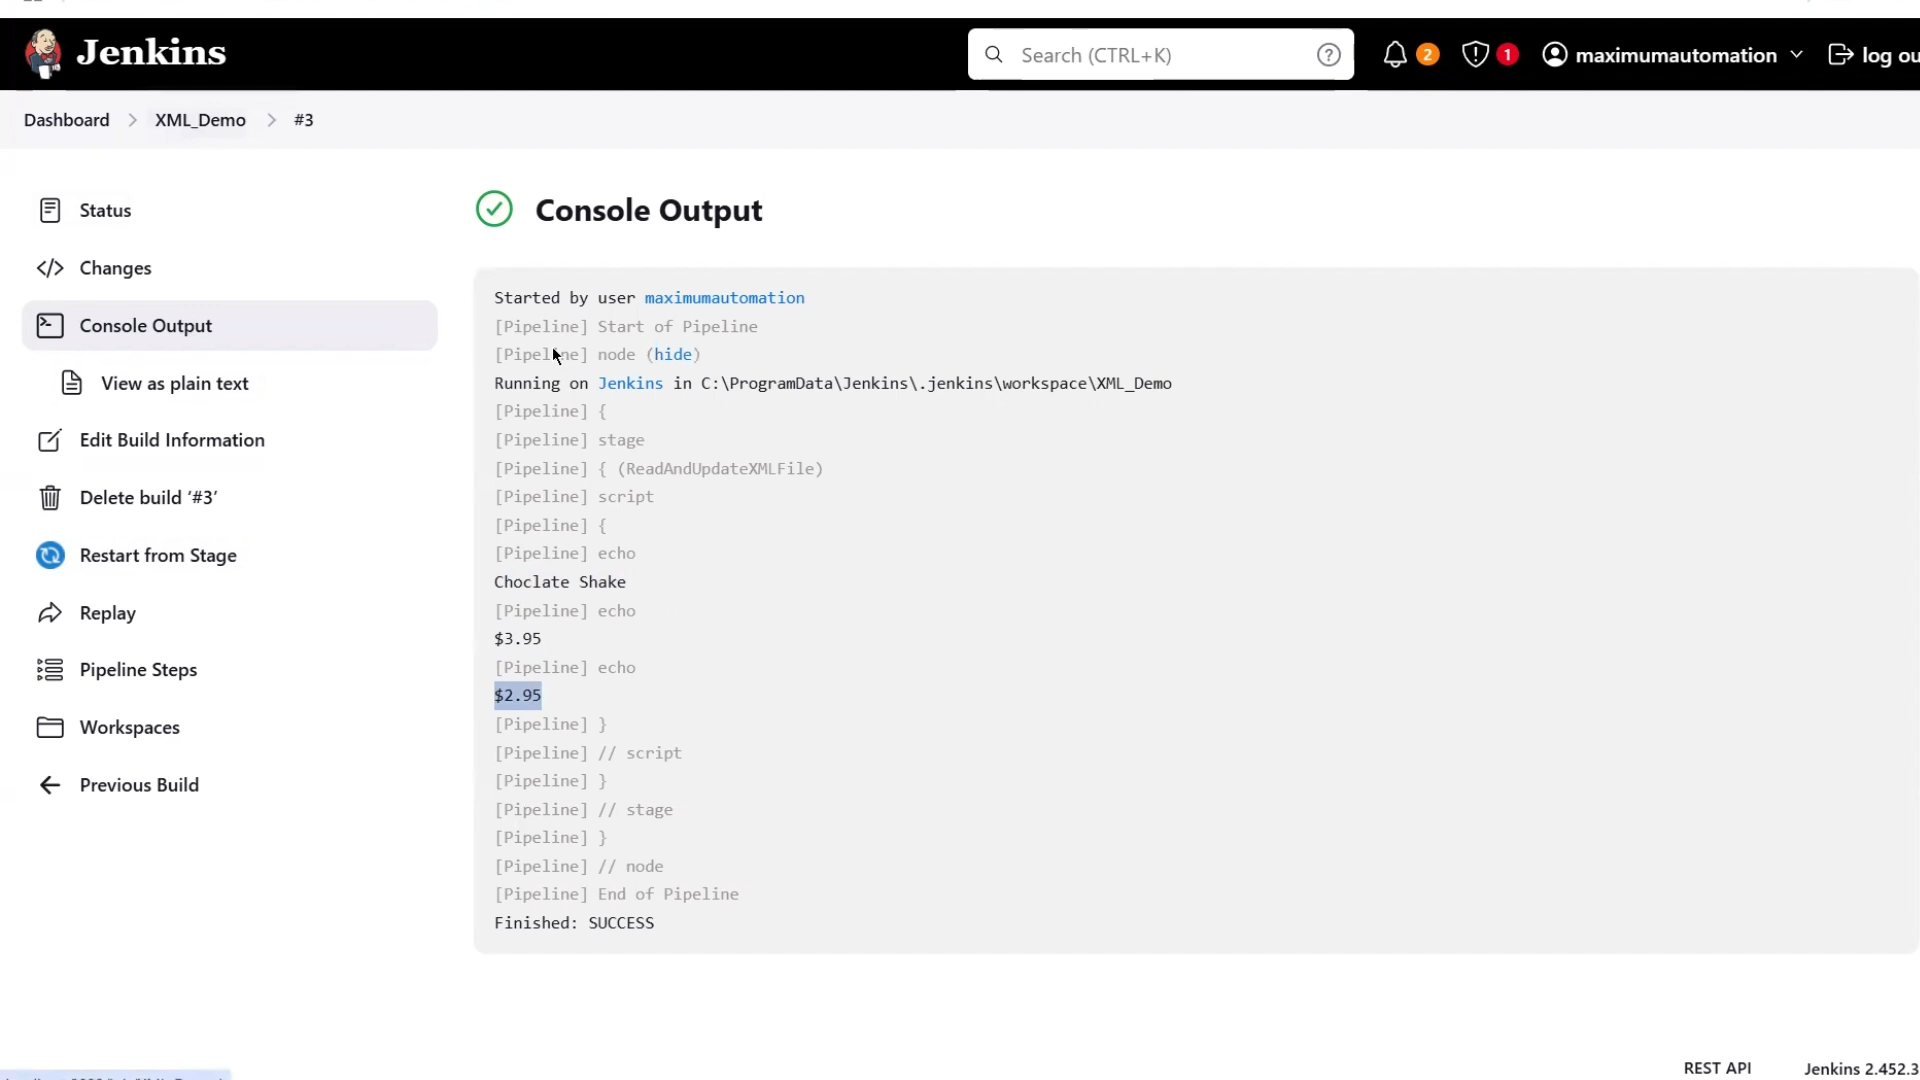 Jenkins
Search (CTRL+K)
2
1
maximumautomation
log ou
Dashboard
XML_Demo
#3
Status
Changes
Console Output
View as plain text
Edit Build Information
Delete build ‘#3’
Restart from Stage
Replay
Pipeline Steps
Workspaces
Previous Build
Console Output
Started by user maximumautomation
[Pipeline] Start of Pipeline
[Pipeline] node (hide)
Running on Jenkins in C:\ProgramData\Jenkins\.jenkins\workspace\XML_Demo
[Pipeline] {
[Pipeline] stage
[Pipeline] { (ReadAndUpdateXMLFile)
[Pipeline] script
[Pipeline] {
[Pipeline] echo
Choclate Shake
[Pipeline] echo
$3.95
[Pipeline] echo
$2.95
[Pipeline] }
[Pipeline] // script
[Pipeline] }
[Pipeline] // stage
[Pipeline] }
[Pipeline] // node
[Pipeline] End of Pipeline
Finished: SUCCESS
REST API
Jenkins 2.452.3